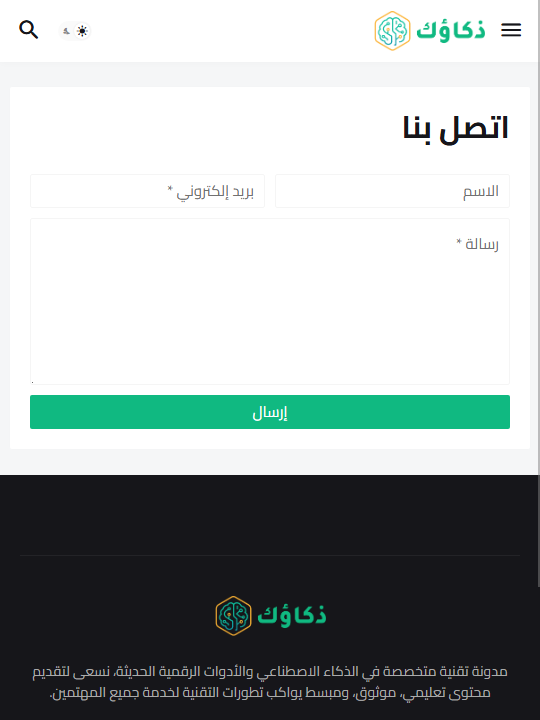 ذكاؤك
اتصل بنا
الاسم
بريد إلكتروني *
رسالة *
إرسال
ذكاؤك
مدونة تقنية متخصصة في الذكاء الاصطناعي والأدوات الرقمية الحديثة، نسعى لتقديم
محتوى تعليمي، موثوق، ومبسط يواكب تطورات التقنية لخدمة جميع المهتمين.